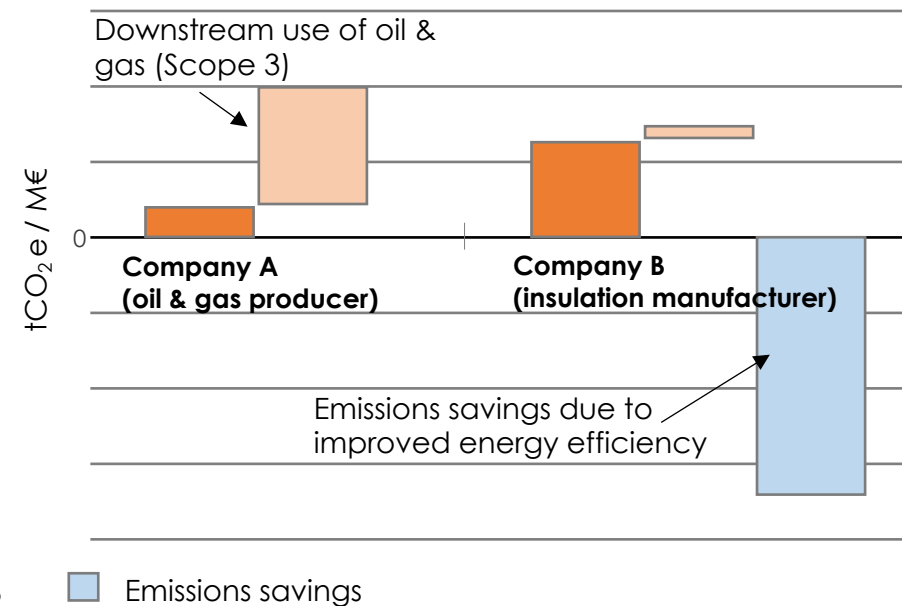 Downstream use of oil &
gas (Scope 3)
tCO₂e / M€
0
Company A
(oil & gas producer)
Company B
(insulation manufacturer)
Emissions savings due to
improved energy efficiency
Emissions savings